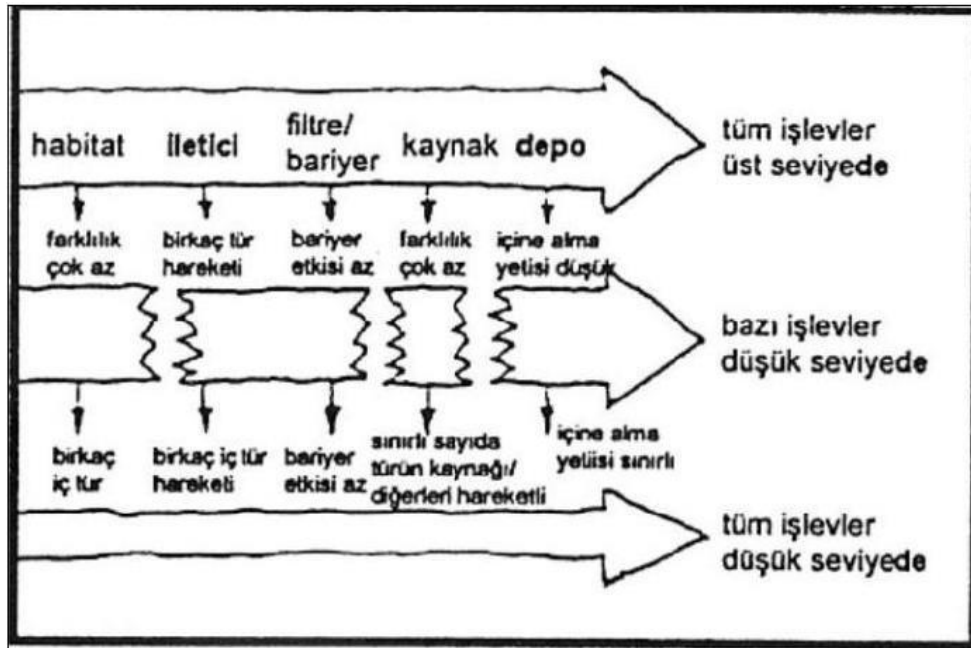 habitat
iletici
filtre/
bariyer
kaynak
depo
tüm işlevler
üst seviyede
farklılık
çok az
birkaç tür
hareketi
bariyer
etkisi az
farklılık
çok az
içine alma
yetisi düşük
bazı işlevler
düşük seviyede
birkaç
iç tür
birkaç iç tür
hareketi
bariyer
etkisi az
sınırlı sayıda
türün kaynağı/
diğerleri hareketli
içine alma
yetiisi sınırlı
tüm işlevler
düşük seviyede